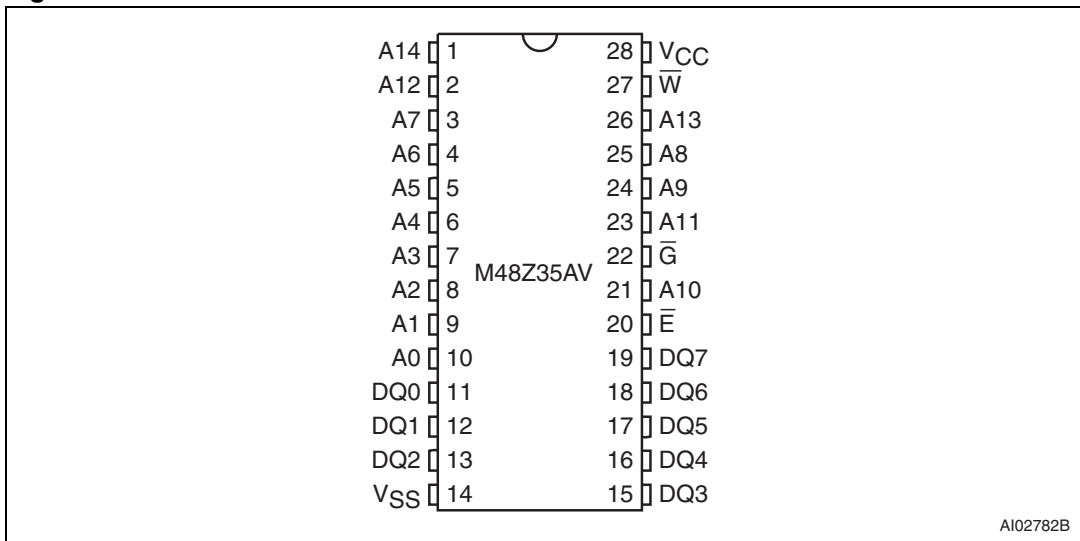 A14 1 28 VCC
A12 2 27 W̅
A7 3 26 A13
A6 4 25 A8
A5 5 24 A9
A4 6 23 A11
A3 7 22 G̅
M48Z35AV
A2 8 21 A10
A1 9 20 E̅
A0 10 19 DQ7
DQ0 11 18 DQ6
DQ1 12 17 DQ5
DQ2 13 16 DQ4
VSS 14 15 DQ3
AI02782B